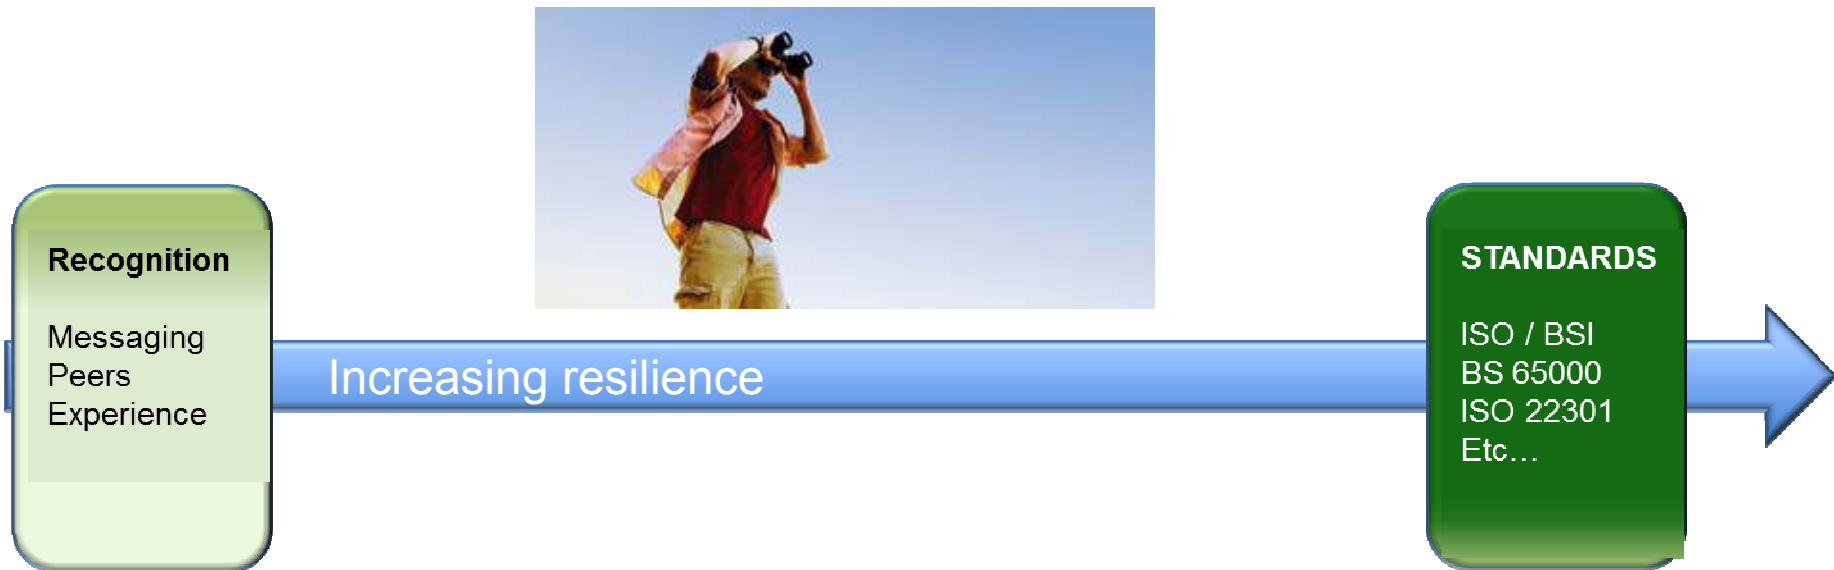 Recognition
Messaging
Peers
Experience
Increasing resilience
STANDARDS
ISO / BSI
BS 65000
ISO 22301
Etc…